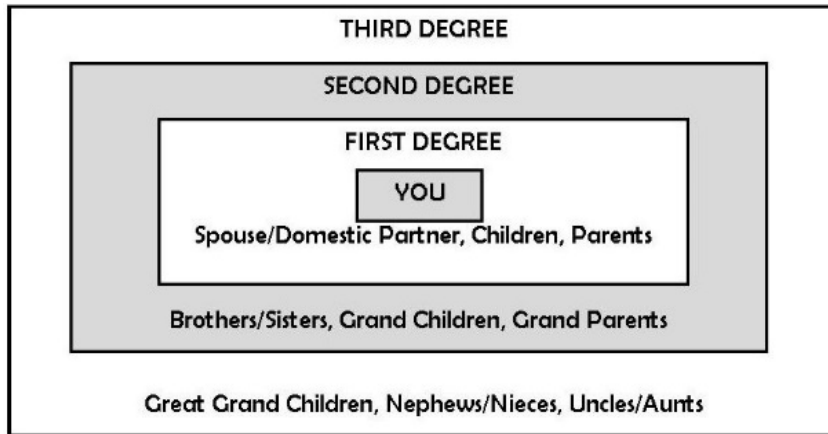 THIRD DEGREE
SECOND DEGREE
FIRST DEGREE
YOU
Spouse/Domestic Partner, Children, Parents
Brothers/Sisters, Grand Children, Grand Parents
Great Grand Children, Nephews/Nieces, Uncles/Aunts